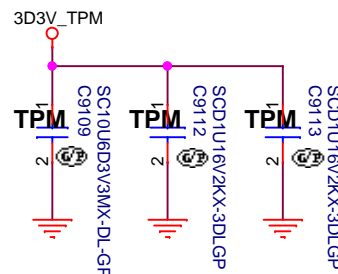 3D3V_TPM
TPM
1
2
G/P
C9109
SC10U6D3V3MX-DL-GP
TPM
1
2
G/P
C9112
SCD1U16V2KX-3DLGP
TPM
1
2
G/P
C9113
SCD1U16V2KX-3DLGP